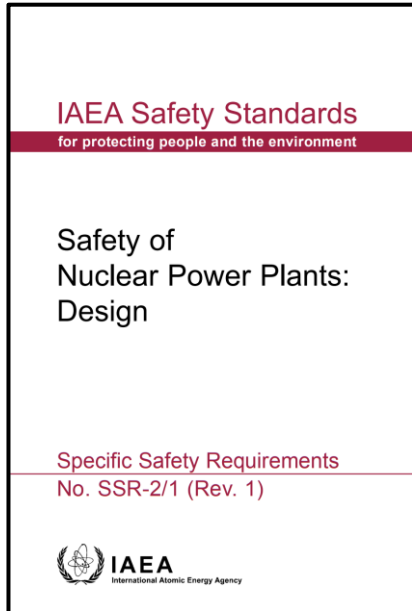 IAEA Safety Standards
for protecting people and the environment
Safety of
Nuclear Power Plants:
Design
Specific Safety Requirements
No. SSR-2/1 (Rev. 1)
IAEA
International Atomic Energy Agency